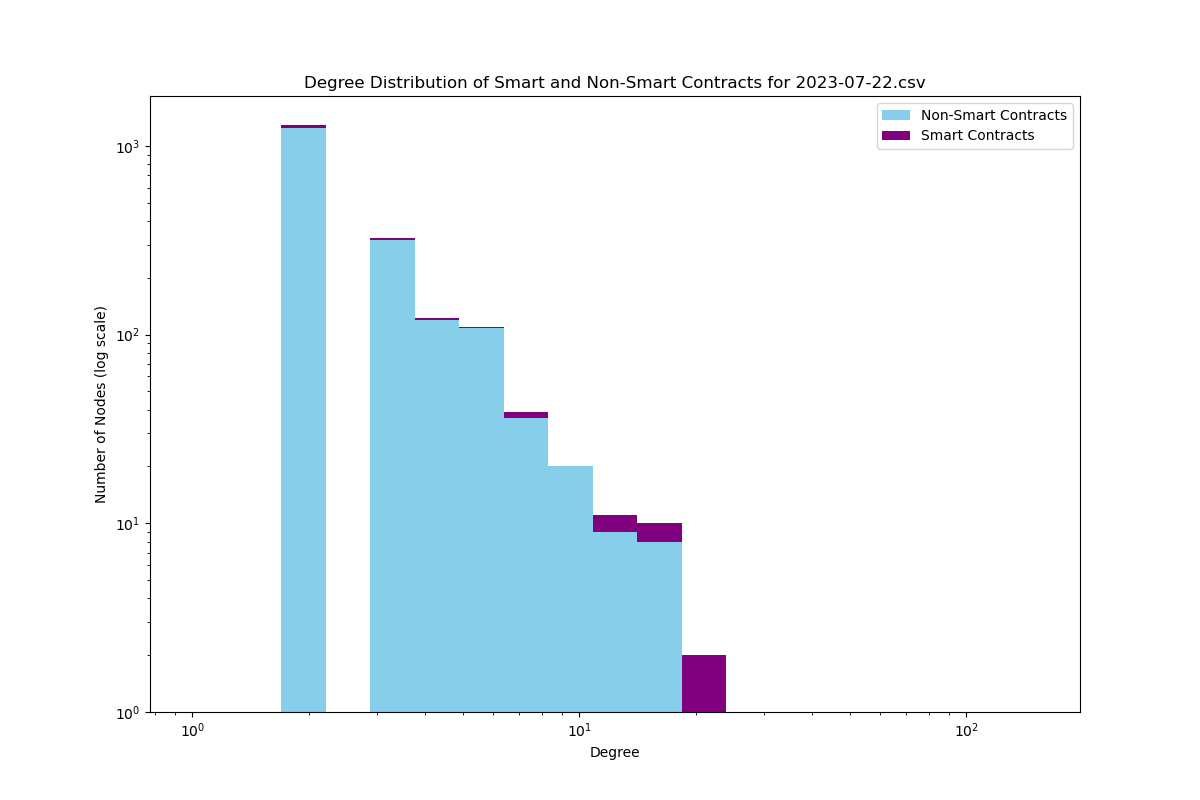 Degree Distribution of Smart and Non-Smart Contracts for 2023-07-22.csv
Non-Smart Contracts
Smart Contracts
Number of Nodes (log scale)
10³
10²
10¹
10⁰
10⁰ 10¹ 10²
Degree